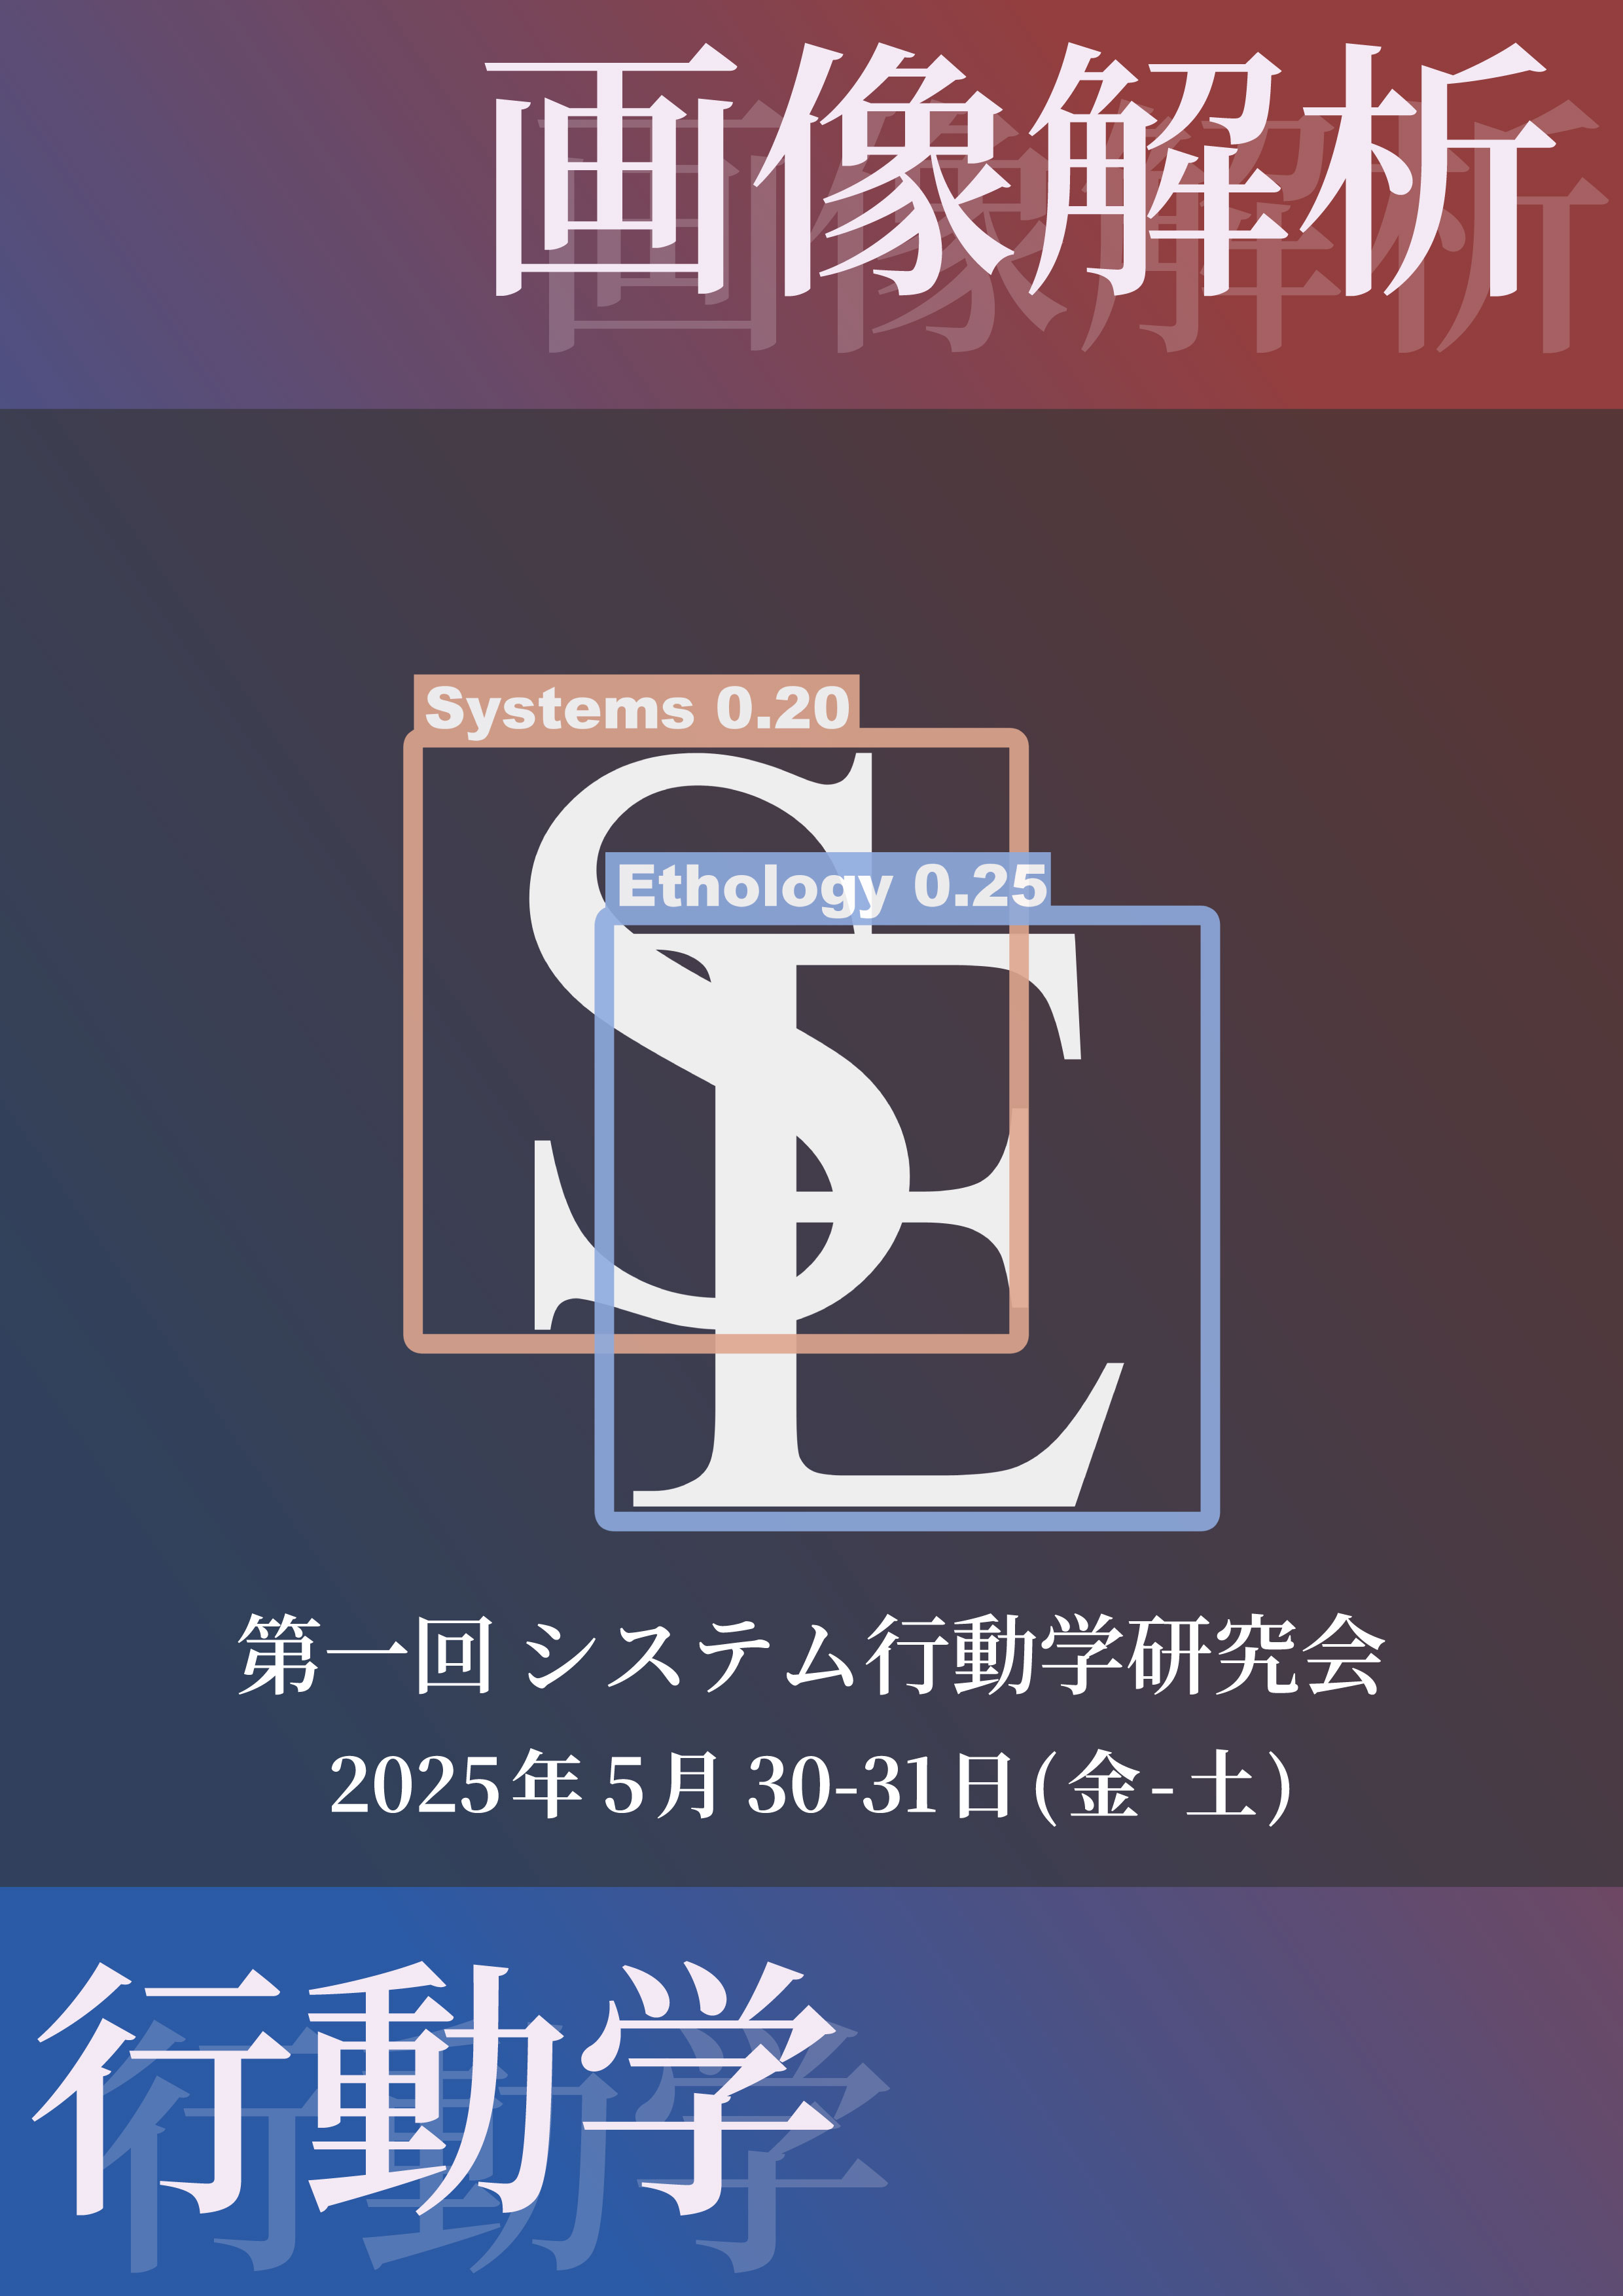 画像解析
Systems 0.20
Ethology 0.25
SE
第一回 システム行動学研究会
2025年 5月 30-31日(金 - 土)
行動学